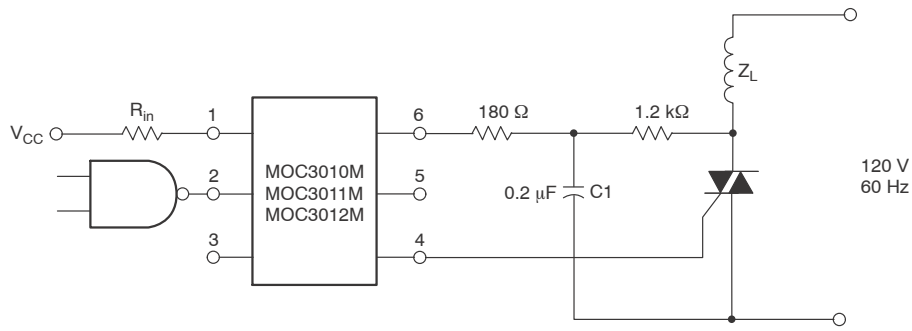 Z_L
V_CC
R_in
1
6
180 Ω
1.2 kΩ
MOC3010M
MOC3011M
MOC3012M
2
5
0.2 μF
C1
120 V
60 Hz
3
4